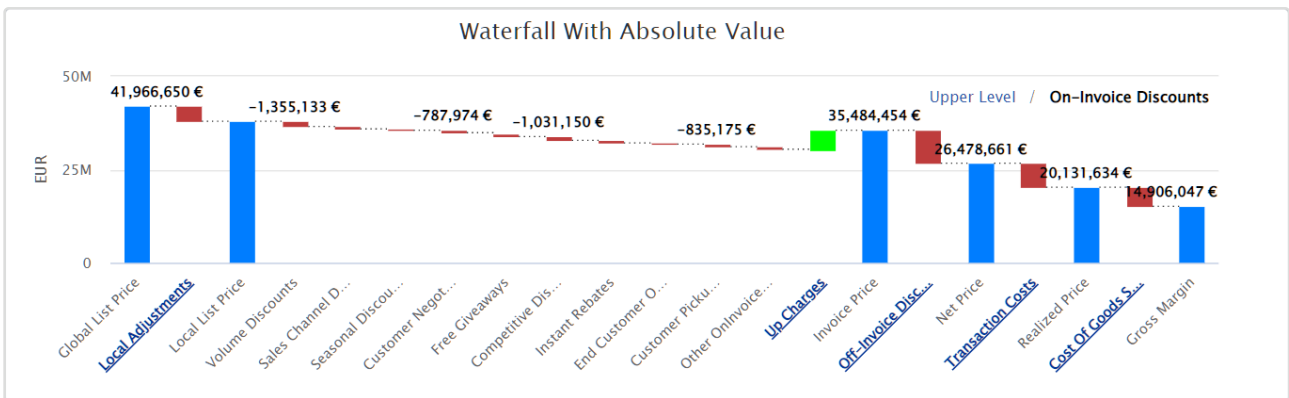 Waterfall With Absolute Value
50M
25M
0
EUR
Upper Level / On-Invoice Discounts
41,966,650 €
-1,355,133 €
-787,974 €
-1,031,150 €
-835,175 €
35,484,454 €
26,478,661 €
20,131,634 €
14,906,047 €
Global List Price
Local Adjustments
Local List Price
Volume Discounts
Sales Channel D...
Seasonal Discou...
Customer Negot...
Free Giveaways
Competitive Dis...
Instant Rebates
End Customer O...
Customer Picku...
Other OnInvoice...
Up Charges
Invoice Price
Off-Invoice Disc...
Net Price
Transaction Costs
Realized Price
Cost Of Goods S...
Gross Margin